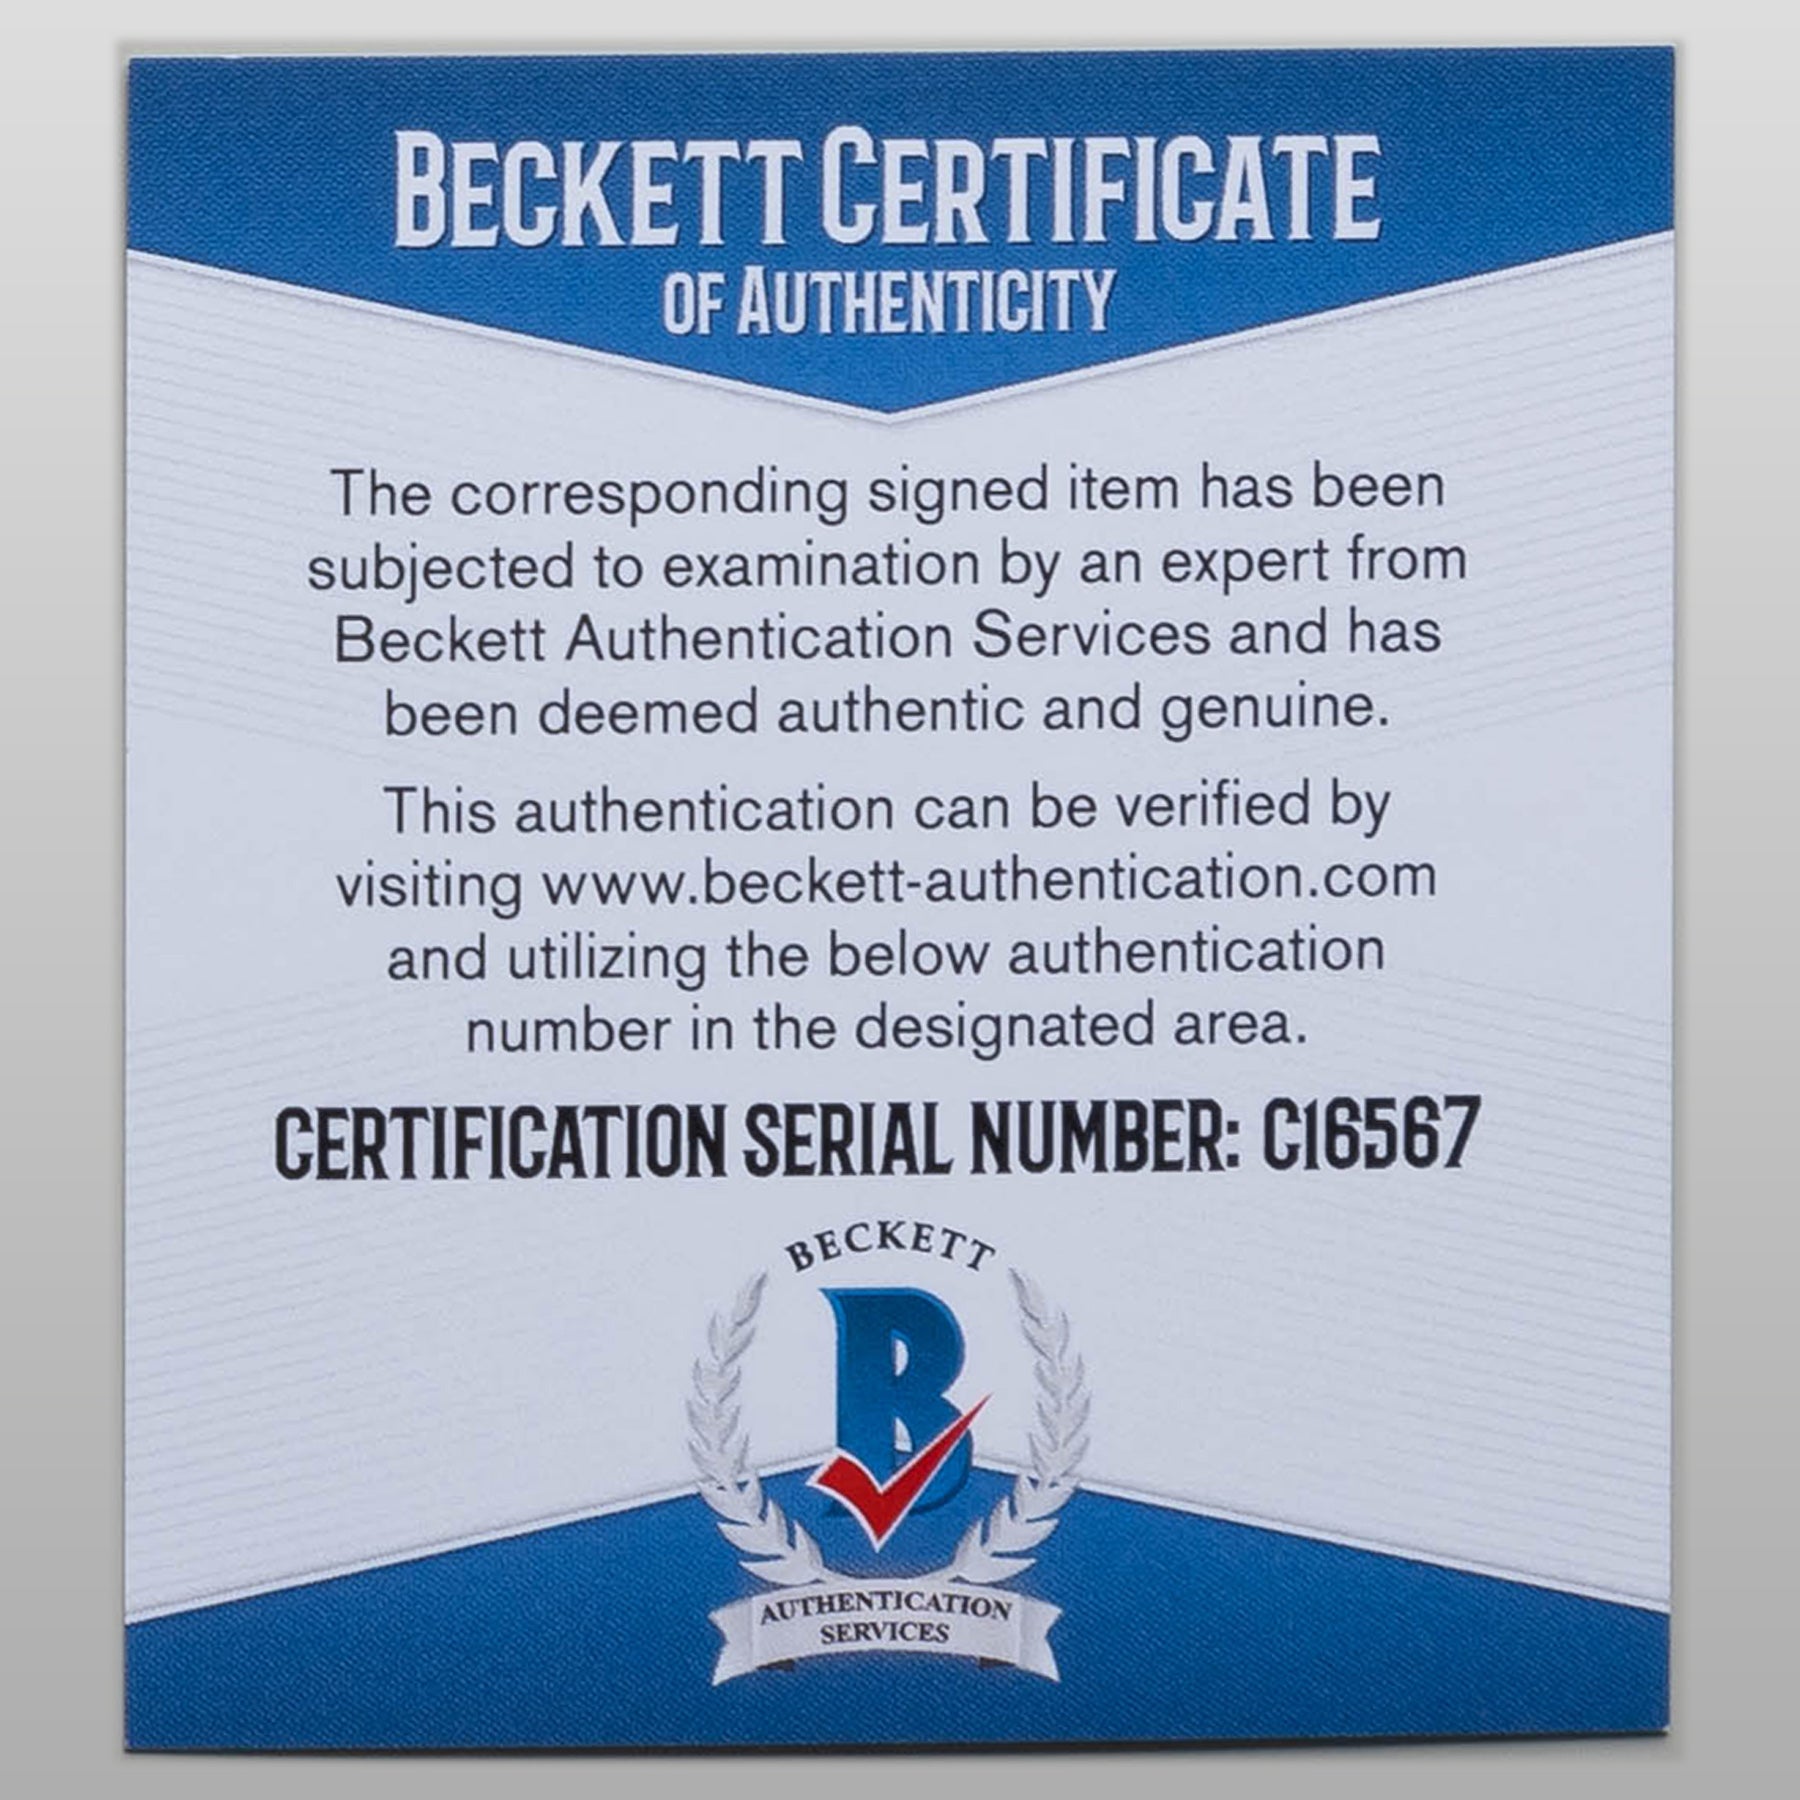 BECKETT CERTIFICATE
OF AUTHENTICITY
The corresponding signed item has been
subjected to examination by an expert from
Beckett Authentication Services and has
been deemed authentic and genuine.
This authentication can be verified by
visiting www.beckett-authentication.com
and utilizing the below authentication
number in the designated area.
CERTIFICATION SERIAL NUMBER: C16567
BECKETT
B
AUTHENTICATION
SERVICES